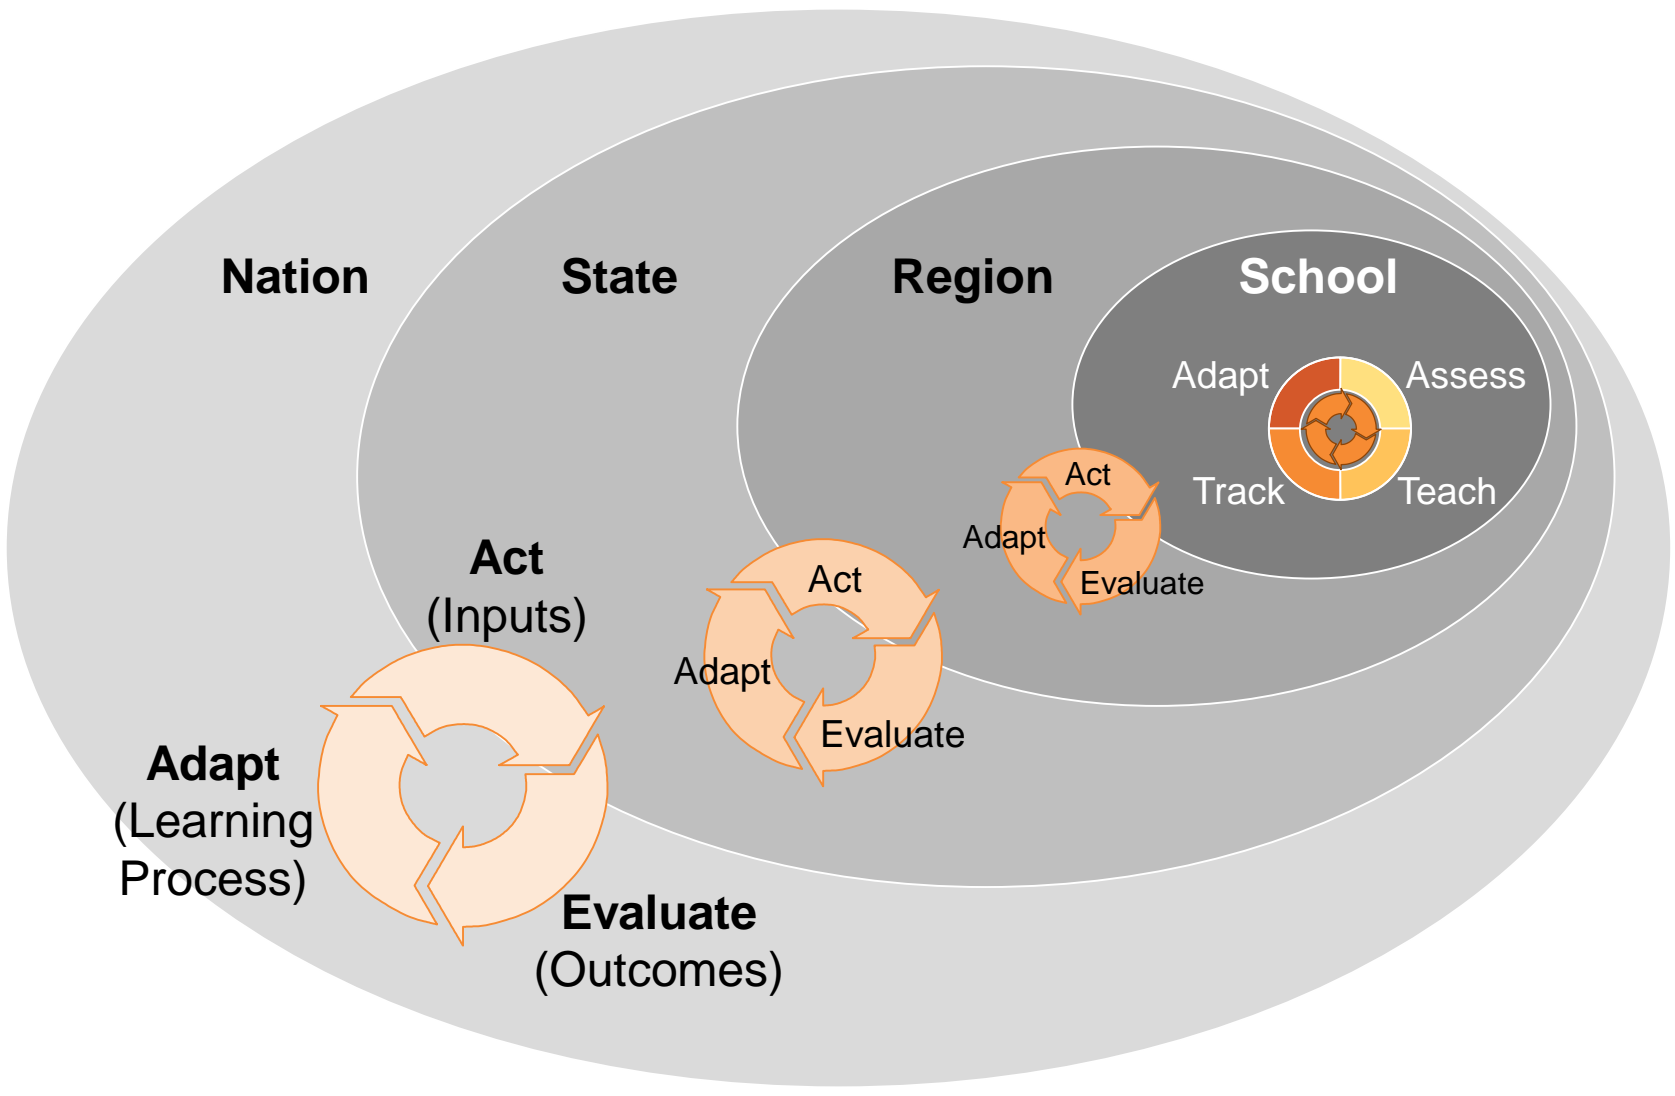 Nation
State
Region
School
Adapt
Assess
Track
Teach
Act
Adapt
Evaluate
Act
Adapt
Evaluate
Act
(Inputs)
Adapt
(Learning
Process)
Evaluate
(Outcomes)